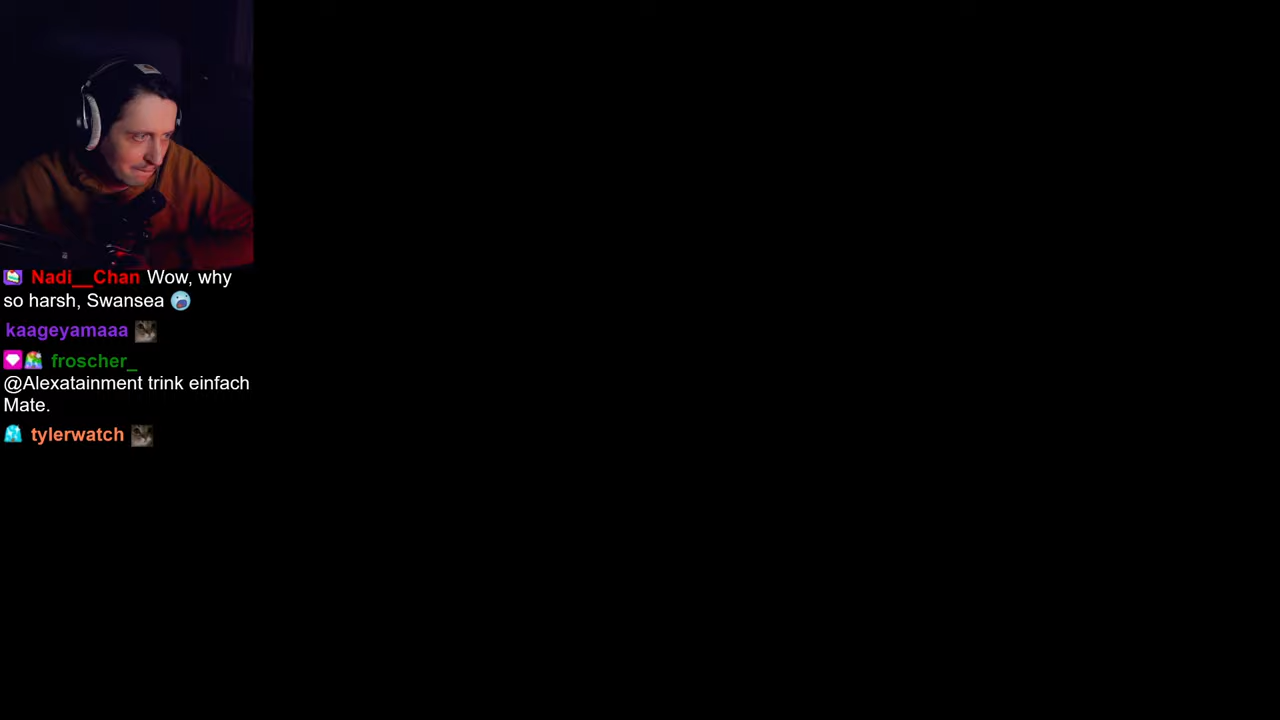 Nadi__Chan Wow, why
so harsh, Swansea
kaageyamaaa
froscher_
@Alexatainment trink einfach
Mate.
tylerwatch